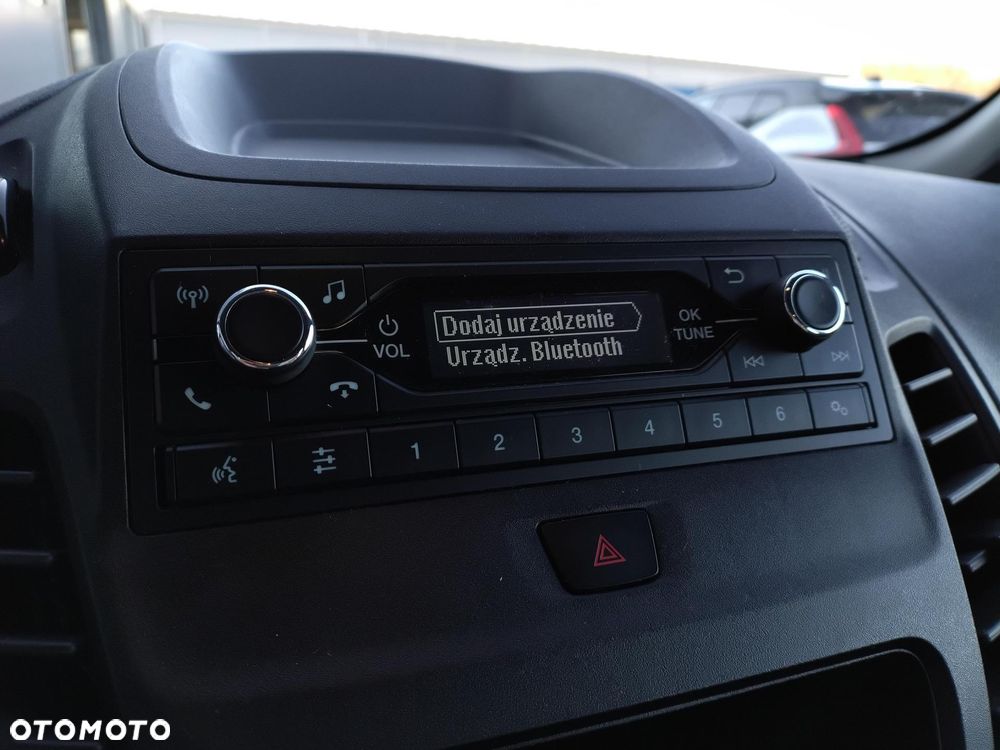 Dodaj urządzenie
Urządz. Bluetooth
VOL
OK
TUNE
1 2 3 4 5 6
OTOMOTO